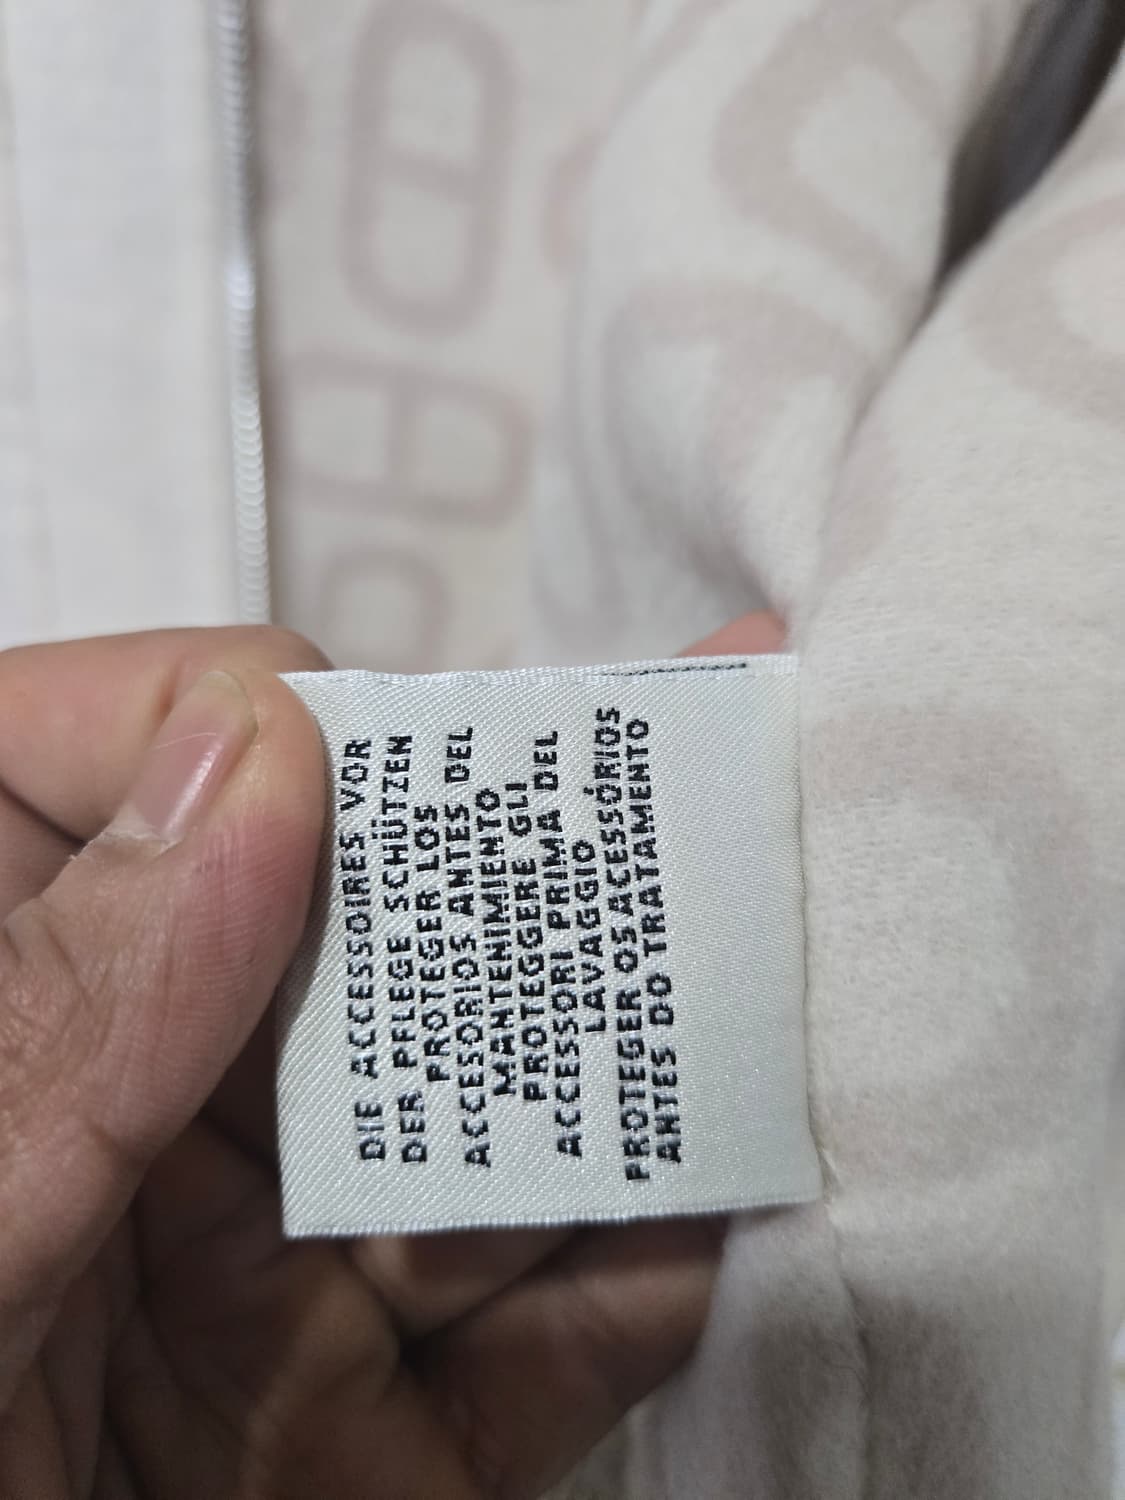 DIE ACCESSOIRES VOR
DER PFLEGE SCHÜTZEN
PROTEGER LOS
ACCESORIOS ANTES DEL
MANTENIMIENTO
PROTEGGERE GLI
ACCESSORI PRIMA DEL
LAVAGGIO
PROTEGER OS ACESSÓRIOS
ANTES DO TRATAMENTO